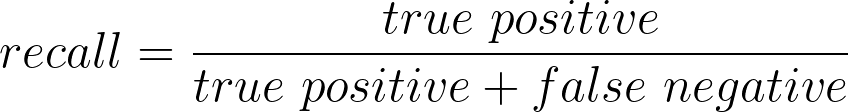 true positive
recall =
true positive + false negative